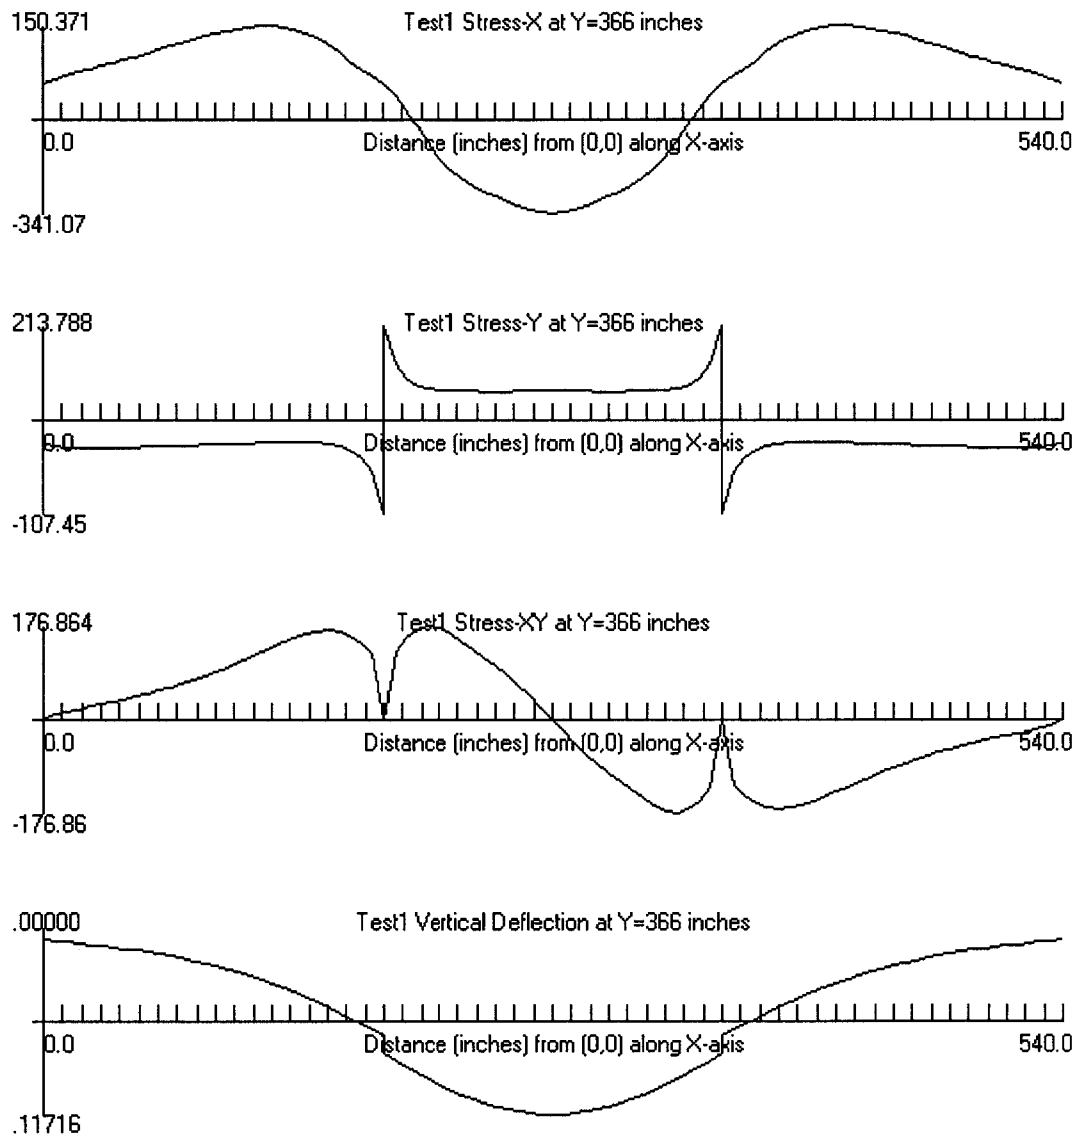 150.371
Test1 Stress-X at Y=366 inches
0.0
Distance (inches) from (0,0) along X-axis
540.0
-341.07
213.788
Test1 Stress-Y at Y=366 inches
0.0
Distance (inches) from (0,0) along X-axis
540.0
-107.45
176.864
Test1 Stress-XY at Y=366 inches
0.0
Distance (inches) from (0,0) along X-axis
540.0
-176.86
.00000
Test1 Vertical Deflection at Y=366 inches
0.0
Distance (inches) from (0,0) along X-axis
540.0
.11716